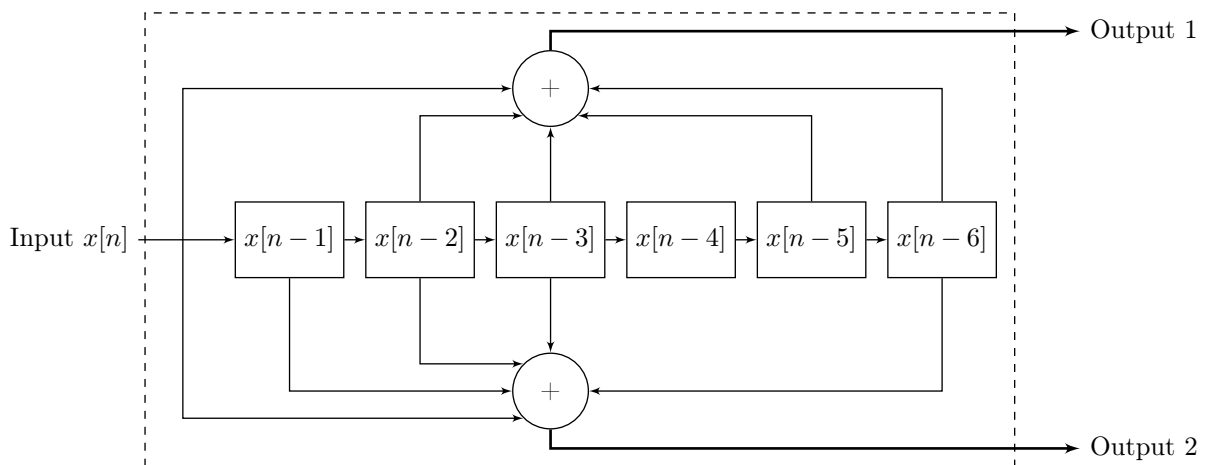 Output 1
+
Input x[n]
x[n − 1]
x[n − 2]
x[n − 3]
x[n − 4]
x[n − 5]
x[n − 6]
+
Output 2